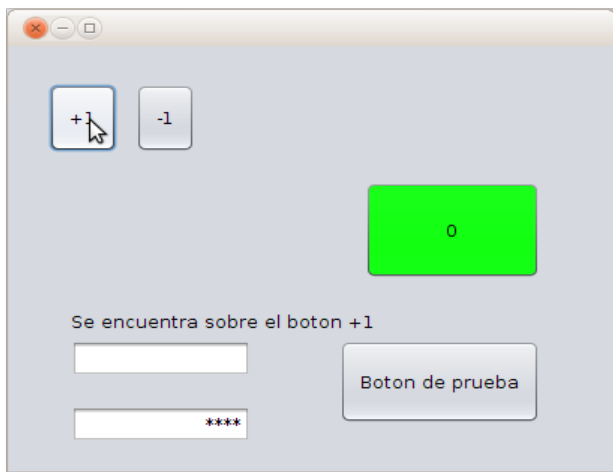 +1
-1
0
Se encuentra sobre el boton +1
Boton de prueba
****